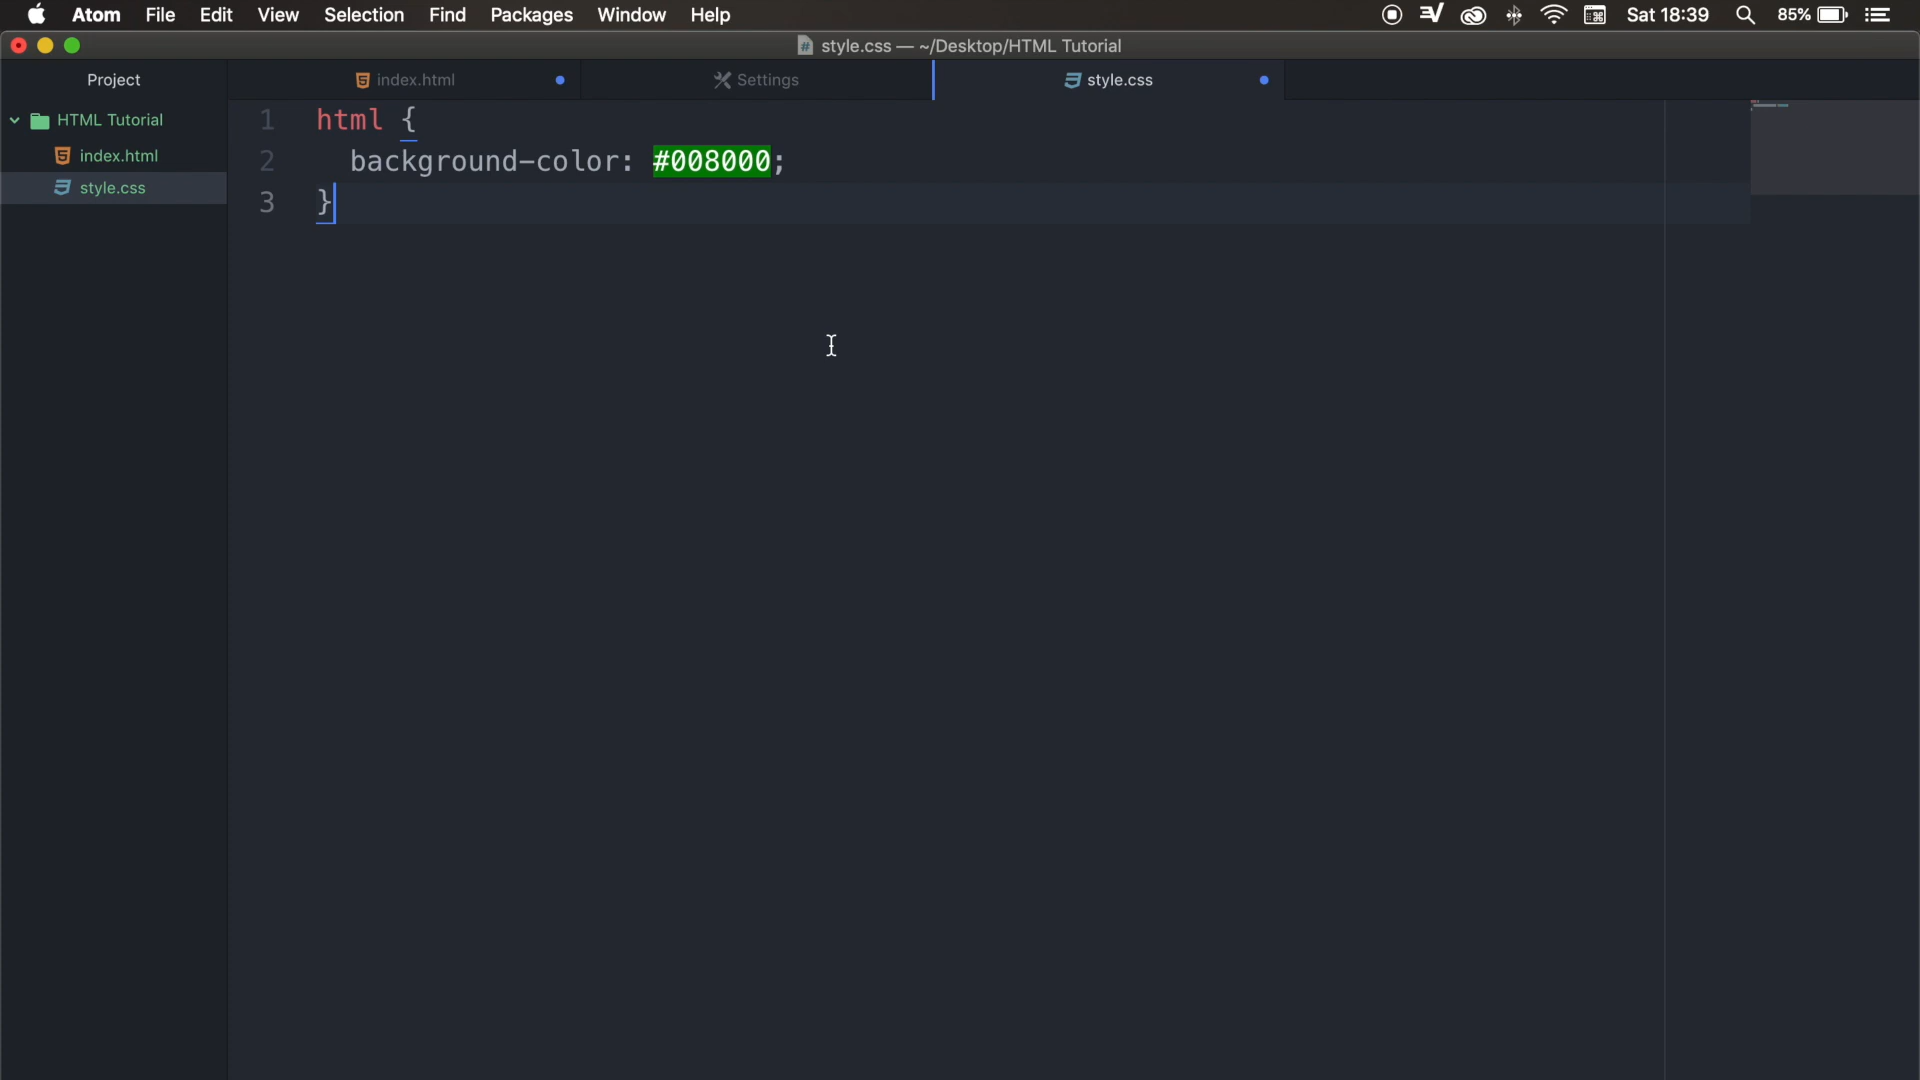 Atom File Edit View Selection Find Packages Window Help Sat 18:39 85%
style.css — ~/Desktop/HTML Tutorial
Project index.html Settings style.css
HTML Tutorial
index.html
style.css
1 html {
2 background-color: #008000;
3 }